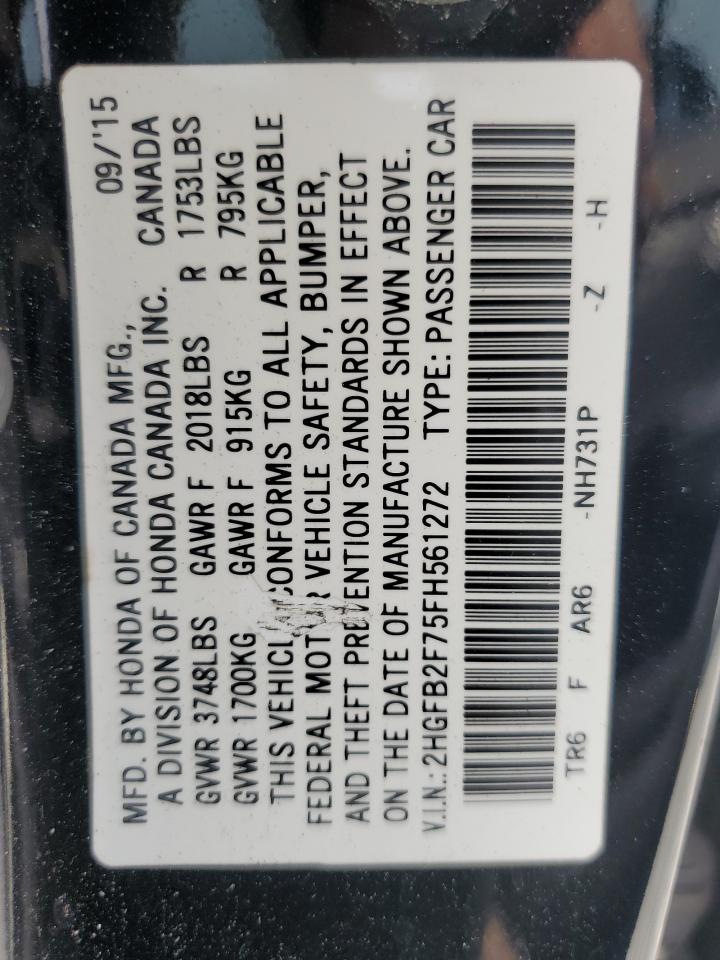 MFD. BY HONDA OF CANADA MFG., 09/'15
A DIVISION OF HONDA CANADA INC. CANADA
GVWR 3748LBS GAWR F 2018LBS R 1753LBS
GVWR 1700KG GAWR F 915KG R 795KG
THIS VEHICL CONFORMS TO ALL APPLICABLE
FEDERAL MOT R VEHICLE SAFETY, BUMPER,
AND THEFT PREVENTION STANDARDS IN EFFECT
ON THE DATE OF MANUFACTURE SHOWN ABOVE.
V.I.N.: 2HGFB2F75FH561272 TYPE: PASSENGER CAR
TR6 F AR6 -NH731P -Z -H